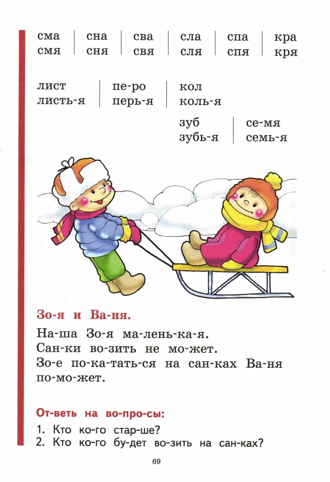 сма сна сва сла спа кра
смя сня свя сля спя кря
лист пе-ро кол
листь-я перь-я коль-я
зуб се-мя
зубь-я семь-я
Зо-я и Ва-ня.
На-ша Зо-я ма-лень-ка-я.
Сан-ки во-зить не мо-жет.
Зо-е по-ка-тать-ся на сан-ках Ва-ня
по-мо-жет.
От-веть на во-про-сы:
1. Кто ко-го стар-ше?
2. Кто ко-го бу-дет во-зить на сан-ках?
69